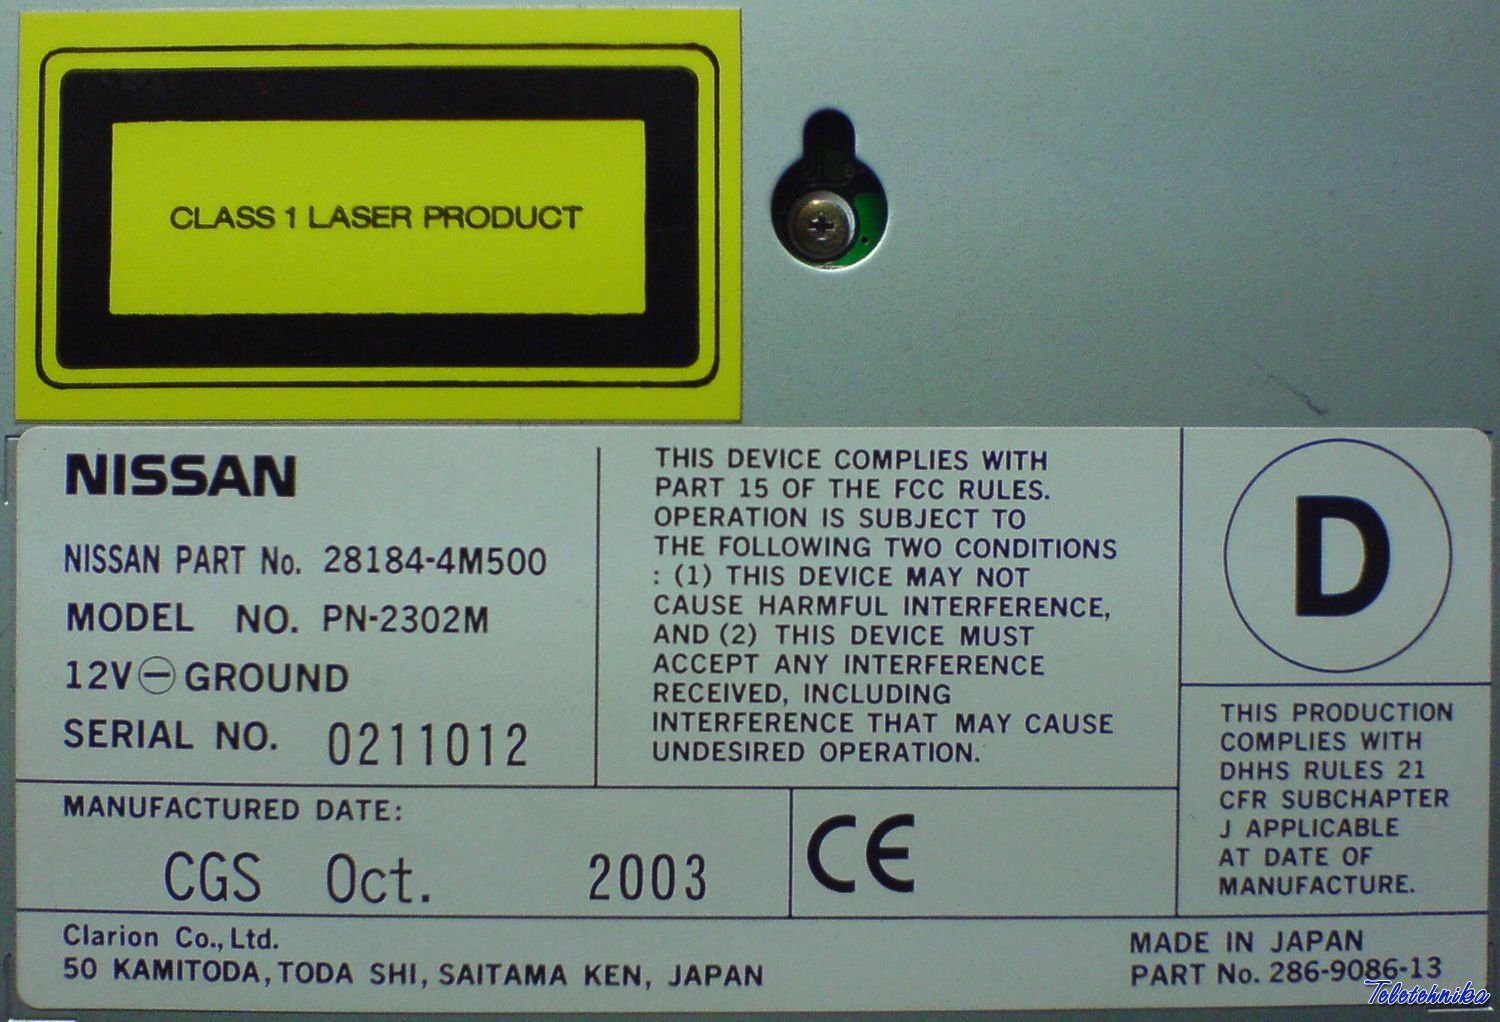 CLASS 1 LASER PRODUCT
NISSAN
NISSAN PART No. 28184-4M500
MODEL NO. PN-2302M
12V⊖GROUND
SERIAL NO. 0211012
THIS DEVICE COMPLIES WITH
PART 15 OF THE FCC RULES.
OPERATION IS SUBJECT TO
THE FOLLOWING TWO CONDITIONS
: (1) THIS DEVICE MAY NOT
CAUSE HARMFUL INTERFERENCE,
AND (2) THIS DEVICE MUST
ACCEPT ANY INTERFERENCE
RECEIVED, INCLUDING
INTERFERENCE THAT MAY CAUSE
UNDESIRED OPERATION.
D
THIS PRODUCTION
COMPLIES WITH
DHHS RULES 21
CFR SUBCHAPTER
J APPLICABLE
AT DATE OF
MANUFACTURE.
MANUFACTURED DATE:
CGS Oct. 2003
CE
Clarion Co., Ltd.
50 KAMITODA, TODA SHI, SAITAMA KEN, JAPAN
MADE IN JAPAN
PART No. 286-9086-13
Teletehnika